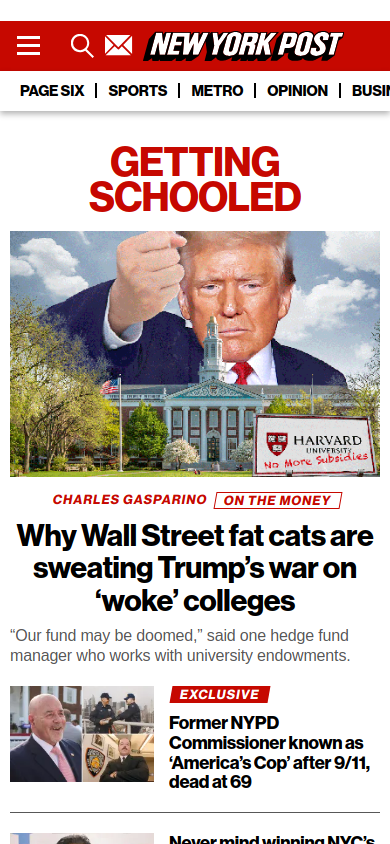 NEW YORK POST
PAGE SIX SPORTS METRO OPINION BUSI
GETTING
SCHOOLED
HARVARD
UNIVERSITY
No More Subsidies
CHARLES GASPARINO ON THE MONEY
Why Wall Street fat cats are
sweating Trump’s war on
‘woke’ colleges
“Our fund may be doomed,” said one hedge fund
manager who works with university endowments.
EXCLUSIVE
Former NYPD
Commissioner known as
‘America’s Cop’ after 9/11,
dead at 69
Never mind winning NYC’s